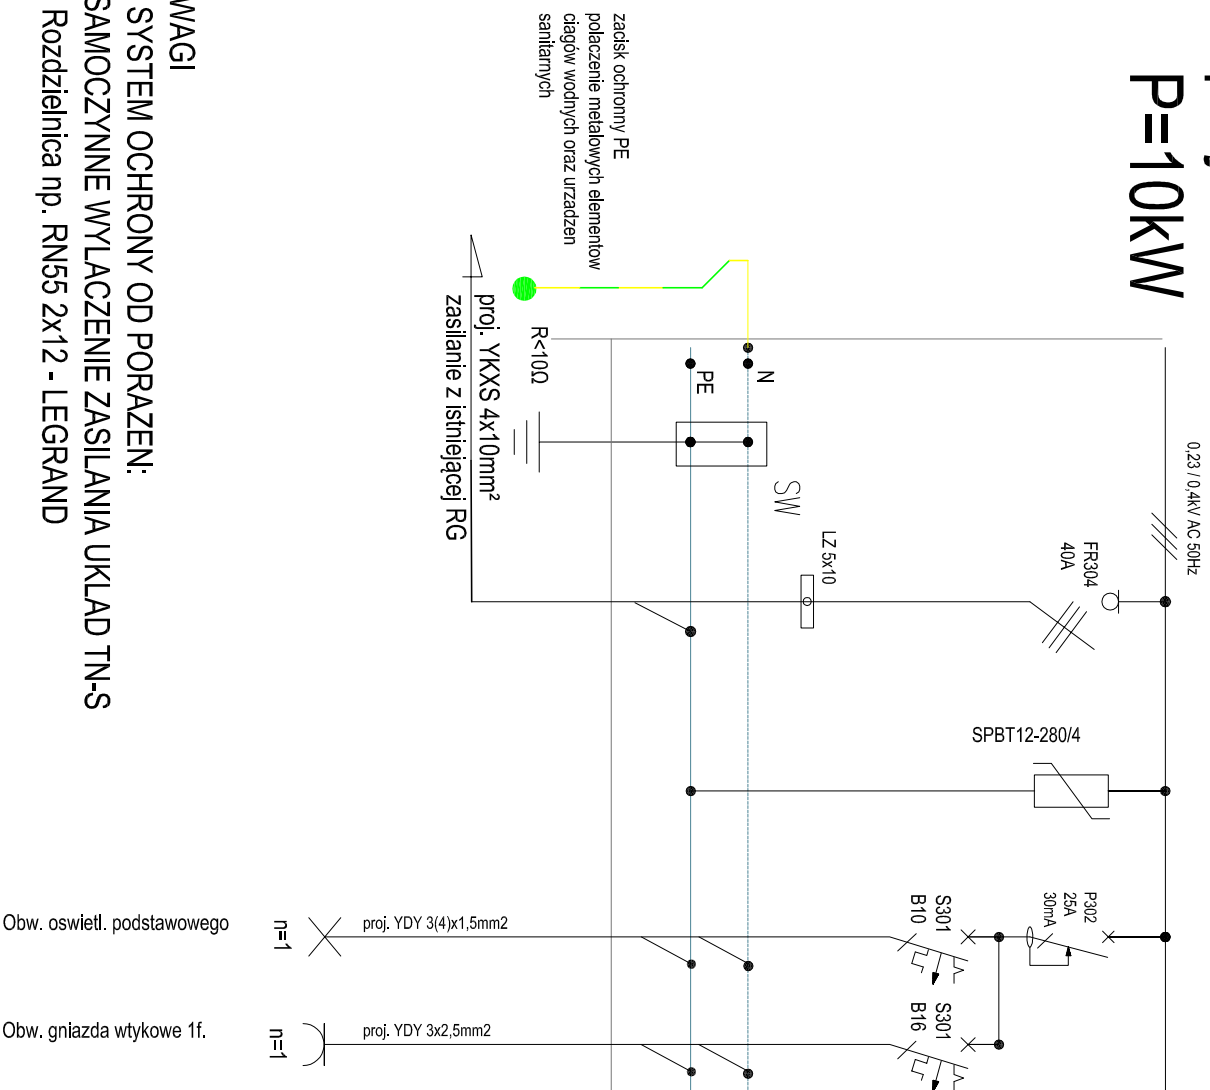 P=10kW
0,23 / 0,4kV AC 50Hz
FR304
40A
zacisk ochronny PE
polaczenie metalowych elementow
ciagów wodnych oraz urzadzen
sanitarnych
R<10Ω
N
PE
SW
LZ 5x10
proj. YKXS 4x10mm²
zasilanie z istniejącej RG
SPBT12-280/4
P302
25A
30mA
S301
B10
S301
B16
Obw. oswietl. podstawowego
n=1
proj. YDY 3(4)x1,5mm2
Obw. gniazda wtykowe 1f.
n=1
proj. YDY 3x2,5mm2
WAGI
SYSTEM OCHRONY OD PORAZEN:
SAMOCZYNNE WYLACZENIE ZASILANIA UKLAD TN-S
Rozdzielnica np. RN55 2x12 - LEGRAND